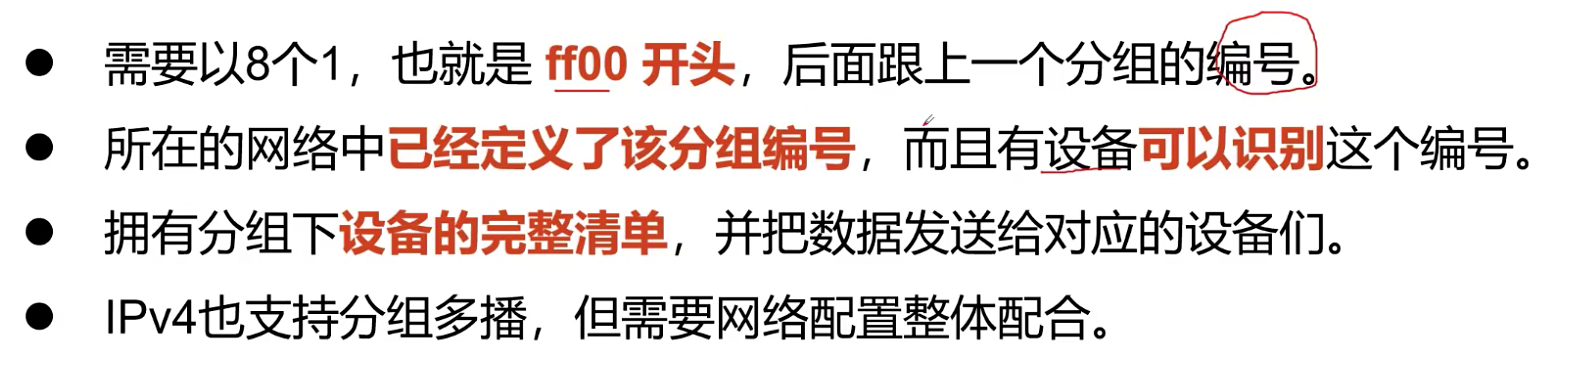 ● 需要以8个1，也就是 ff00 开头，后面跟上一个分组的编号。
● 所在的网络中已经定义了该分组编号，而且有设备可以识别这个编号。
● 拥有分组下设备的完整清单，并把数据发送给对应的设备们。
● IPv4也支持分组多播，但需要网络配置整体配合。